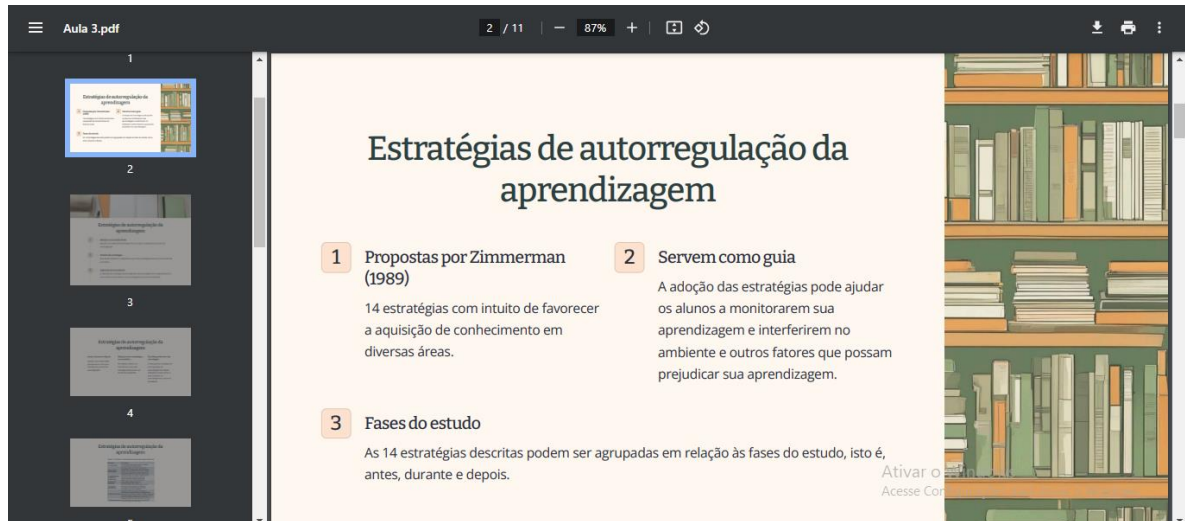 Aula 3.pdf
2 / 11
87%
1
2
3
4
Estratégias de autorregulação da
aprendizagem
1
Propostas por Zimmerman
(1989)
14 estratégias com intuito de favorecer
a aquisição de conhecimento em
diversas áreas.
2
Servem como guia
A adoção das estratégias pode ajudar
os alunos a monitorarem sua
aprendizagem e interferirem no
ambiente e outros fatores que possam
prejudicar sua aprendizagem.
3
Fases do estudo
As 14 estratégias descritas podem ser agrupadas em relação às fases do estudo, isto é,
antes, durante e depois.
Ativar o
Acesse